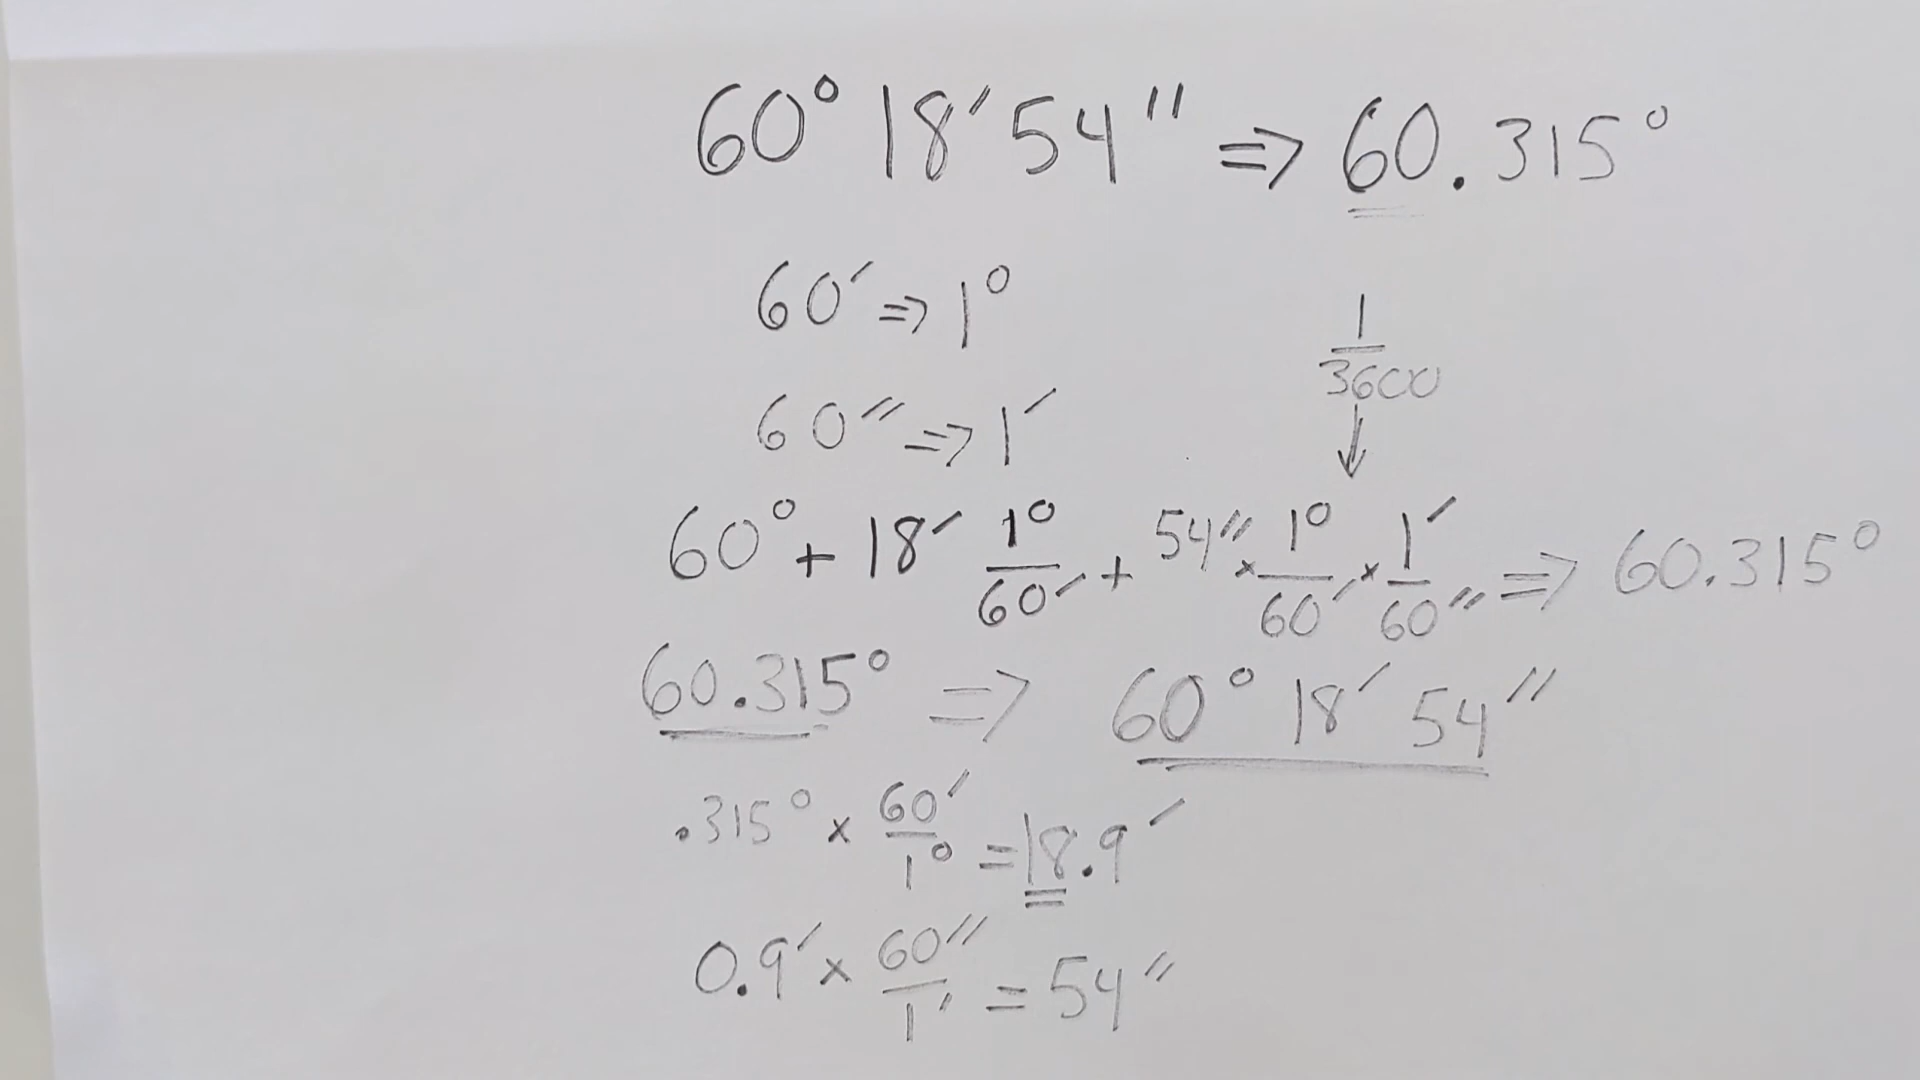 60° 18′ 54″ => 60.315°
60′ => 1°
1/3600
↓
60″ => 1′
60° + 18′ 1°/60′ + 54″ × 1°/60′ × 1′/60″ => 60.315°
60.315° => 60° 18′ 54″
.315° × 60′/1° = 18.9′
0.9′ × 60″/1′ = 54″